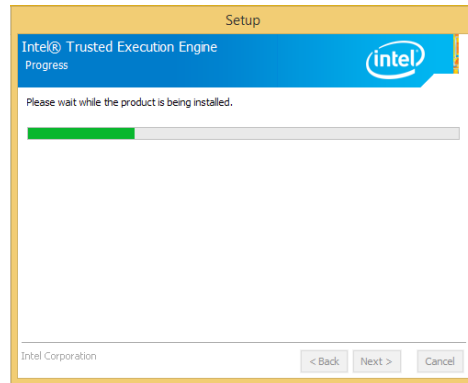 Setup
Intel® Trusted Execution Engine
Progress
intel
Please wait while the product is being installed.
Intel Corporation
< Back
Next >
Cancel